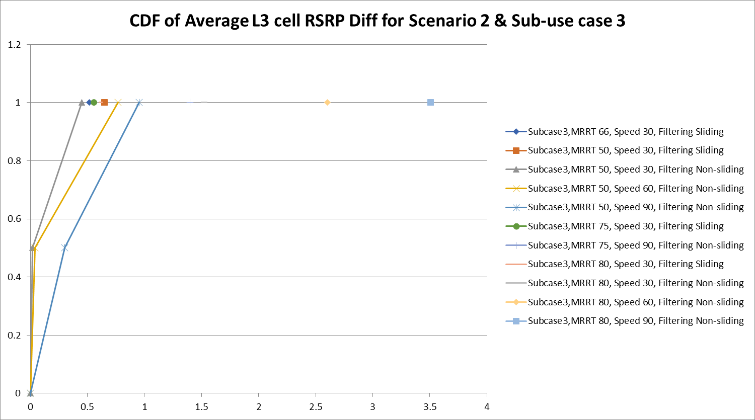 CDF of Average L3 cell RSRP Diff for Scenario 2 & Sub-use case 3
1.2
1
0.8
0.6
0.4
0.2
0
0 0.5 1 1.5 2 2.5 3 3.5 4
Subcase3,MRRT 66, Speed 30, Filtering Sliding
Subcase3,MRRT 50, Speed 30, Filtering Sliding
Subcase3,MRRT 50, Speed 30, Filtering Non-sliding
Subcase3,MRRT 50, Speed 60, Filtering Non-sliding
Subcase3,MRRT 50, Speed 90, Filtering Non-sliding
Subcase3,MRRT 75, Speed 30, Filtering Sliding
Subcase3,MRRT 75, Speed 90, Filtering Non-sliding
Subcase3,MRRT 80, Speed 30, Filtering Sliding
Subcase3,MRRT 80, Speed 30, Filtering Non-sliding
Subcase3,MRRT 80, Speed 60, Filtering Non-sliding
Subcase3,MRRT 80, Speed 90, Filtering Non-sliding